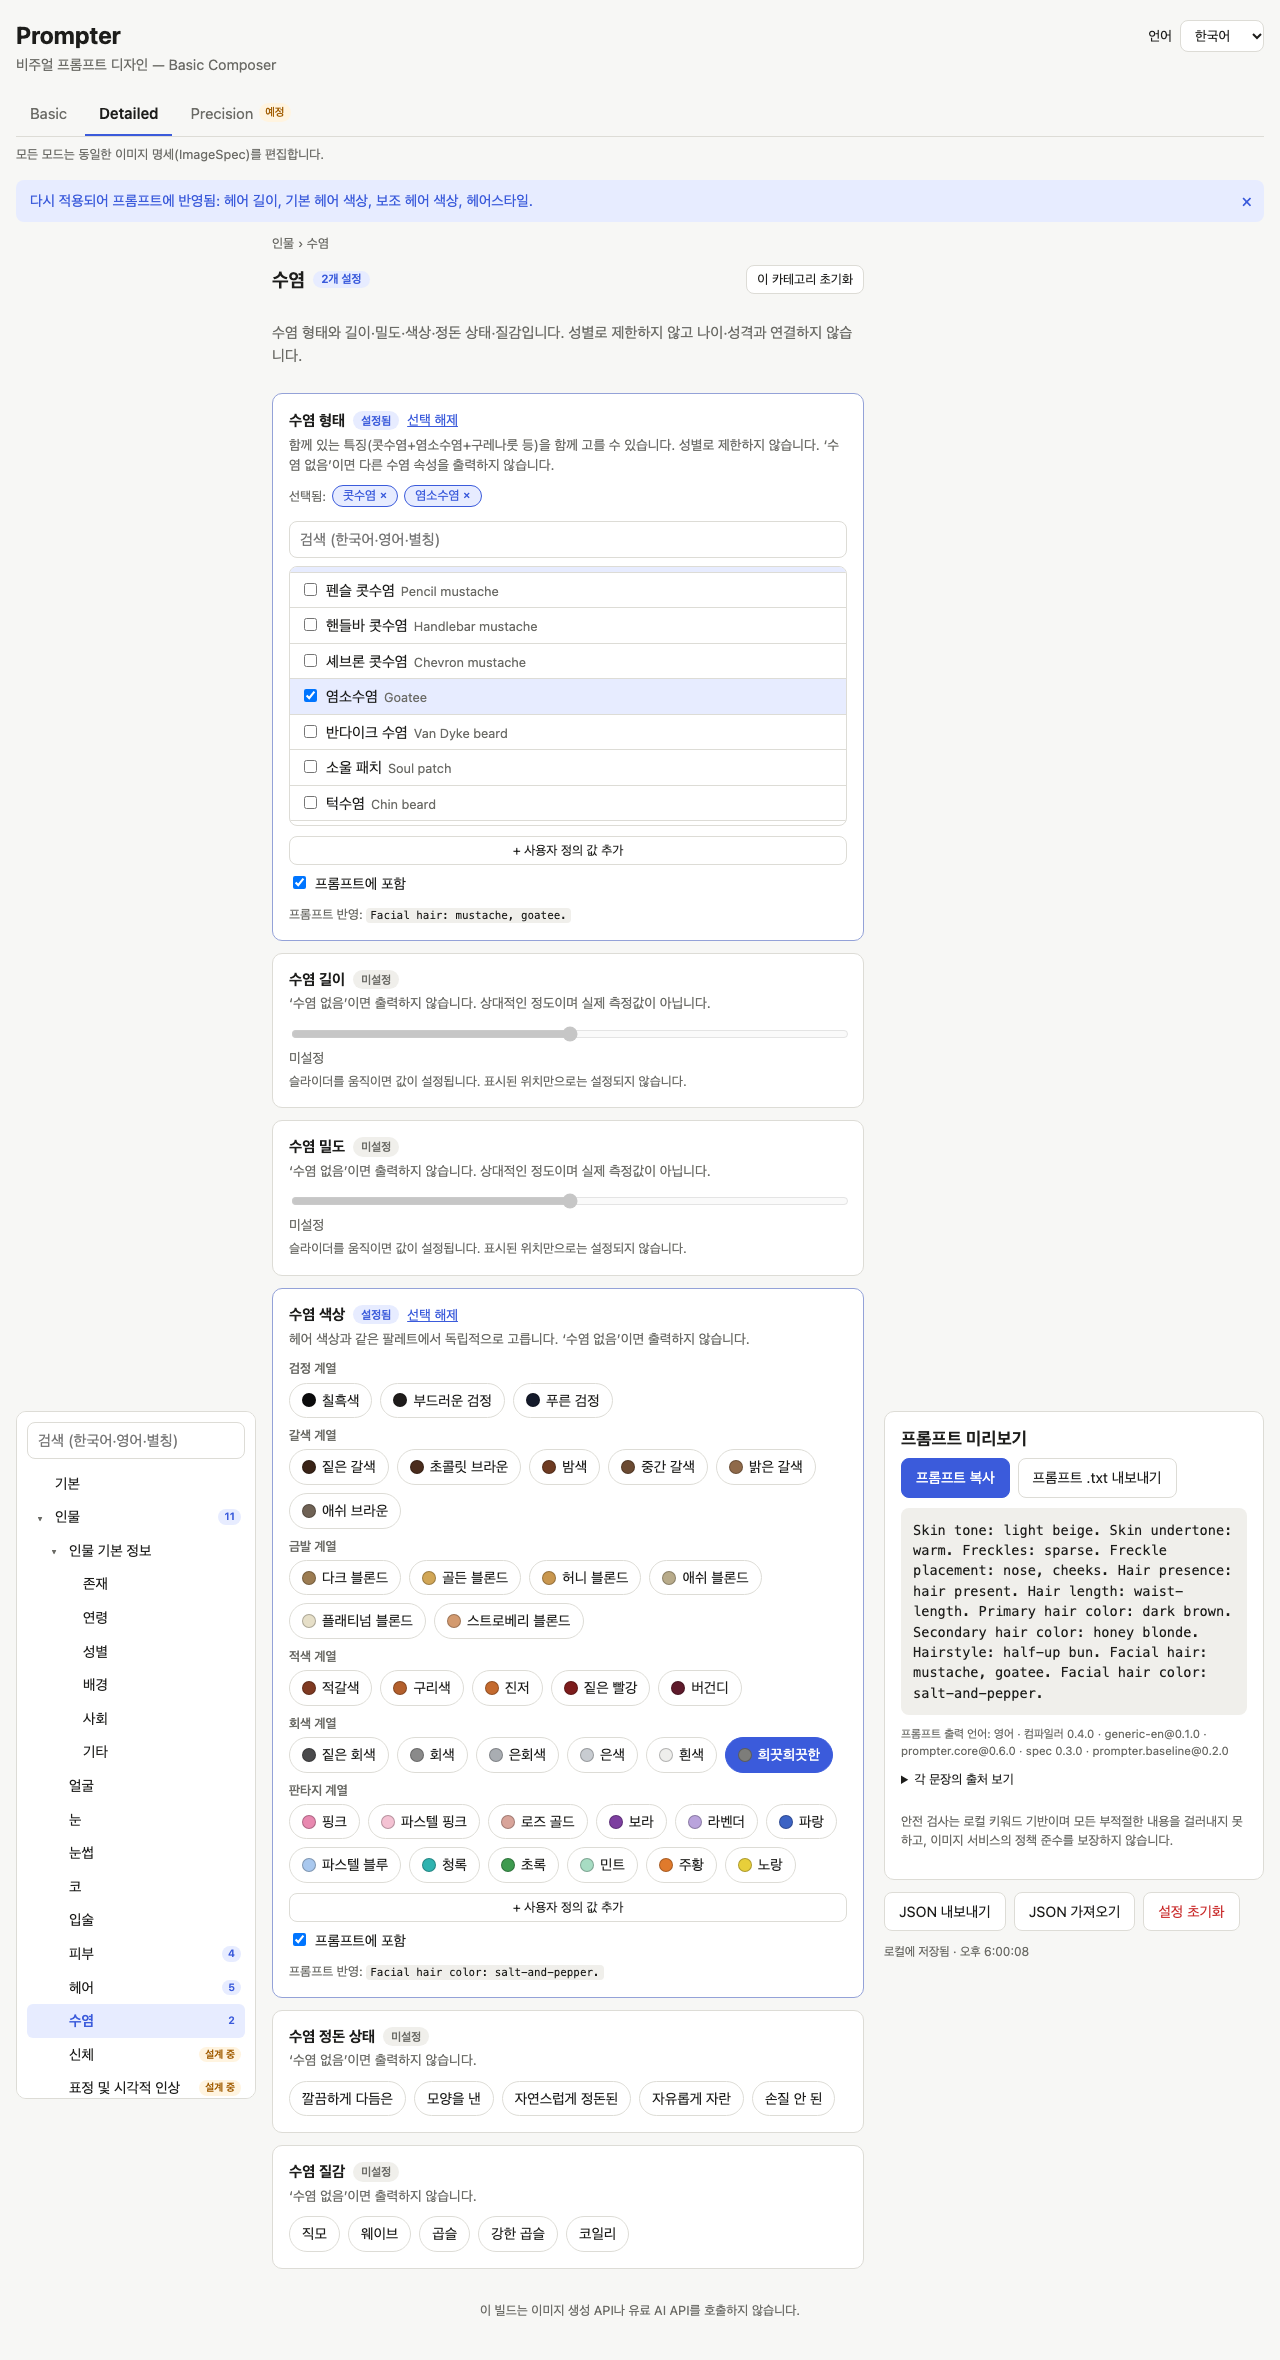 Prompter
언어 한국어
비주얼 프롬프트 디자인 — Basic Composer
Basic Detailed Precision 예정
모든 모드는 동일한 이미지 명세(ImageSpec)를 편집합니다.
다시 적용되어 프롬프트에 반영됨: 헤어 길이, 기본 헤어 색상, 보조 헤어 색상, 헤어스타일. ×
인물 › 수염
수염 2개 설정 이 카테고리 초기화
수염 형태와 길이·밀도·색상·정돈 상태·질감입니다. 성별로 제한하지 않고 나이·성격과 연결하지 않습
니다.
수염 형태 설정됨 선택 해제
함께 있는 특징(콧수염+염소수염+구레나룻 등)을 함께 고를 수 있습니다. 성별로 제한하지 않습니다. ‘수
염 없음’이면 다른 수염 속성을 출력하지 않습니다.
선택됨: 콧수염 × 염소수염 ×
검색 (한국어·영어·별칭)
펜슬 콧수염 Pencil mustache
핸들바 콧수염 Handlebar mustache
셰브론 콧수염 Chevron mustache
염소수염 Goatee
반다이크 수염 Van Dyke beard
소울 패치 Soul patch
턱수염 Chin beard
+ 사용자 정의 값 추가
프롬프트에 포함
프롬프트 반영: Facial hair: mustache, goatee.
수염 길이 미설정
‘수염 없음’이면 출력하지 않습니다. 상대적인 정도이며 실제 측정값이 아닙니다.
미설정
슬라이더를 움직이면 값이 설정됩니다. 표시된 위치만으로는 설정되지 않습니다.
수염 밀도 미설정
‘수염 없음’이면 출력하지 않습니다. 상대적인 정도이며 실제 측정값이 아닙니다.
미설정
슬라이더를 움직이면 값이 설정됩니다. 표시된 위치만으로는 설정되지 않습니다.
수염 색상 설정됨 선택 해제
헤어 색상과 같은 팔레트에서 독립적으로 고릅니다. ‘수염 없음’이면 출력하지 않습니다.
검정 계열
칠흑색 부드러운 검정 푸른 검정
갈색 계열
짙은 갈색 초콜릿 브라운 밤색 중간 갈색 밝은 갈색
애쉬 브라운
금발 계열
다크 블론드 골든 블론드 허니 블론드 애쉬 블론드
플래티넘 블론드 스트로베리 블론드
적색 계열
적갈색 구리색 진저 짙은 빨강 버건디
회색 계열
짙은 회색 회색 은회색 은색 흰색 희끗희끗한
판타지 계열
핑크 파스텔 핑크 로즈 골드 보라 라벤더 파랑
파스텔 블루 청록 초록 민트 주황 노랑
+ 사용자 정의 값 추가
프롬프트에 포함
프롬프트 반영: Facial hair color: salt-and-pepper.
수염 정돈 상태 미설정
‘수염 없음’이면 출력하지 않습니다.
깔끔하게 다듬은 모양을 낸 자연스럽게 정돈된 자유롭게 자란 손질 안 된
수염 질감 미설정
‘수염 없음’이면 출력하지 않습니다.
직모 웨이브 곱슬 강한 곱슬 코일리
검색 (한국어·영어·별칭)
기본
▾ 인물 11
▾ 인물 기본 정보
존재
연령
성별
배경
사회
기타
얼굴
눈
눈썹
코
입술
피부 4
헤어 5
수염 2
신체 설계 중
표정 및 시각적 인상 설계 중
프롬프트 미리보기
프롬프트 복사 프롬프트 .txt 내보내기
Skin tone: light beige. Skin undertone:
warm. Freckles: sparse. Freckle
placement: nose, cheeks. Hair presence:
hair present. Hair length: waist-
length. Primary hair color: dark brown.
Secondary hair color: honey blonde.
Hairstyle: half-up bun. Facial hair:
mustache, goatee. Facial hair color:
salt-and-pepper.
프롬프트 출력 언어: 영어 · 컴파일러 0.4.0 · generic-en@0.1.0 ·
prompter.core@0.6.0 · spec 0.3.0 · prompter.baseline@0.2.0
▶ 각 문장의 출처 보기
안전 검사는 로컬 키워드 기반이며 모든 부적절한 내용을 걸러내지 못
하고, 이미지 서비스의 정책 준수를 보장하지 않습니다.
JSON 내보내기 JSON 가져오기 설정 초기화
로컬에 저장됨 · 오후 6:00:08
이 빌드는 이미지 생성 API나 유료 AI API를 호출하지 않습니다.